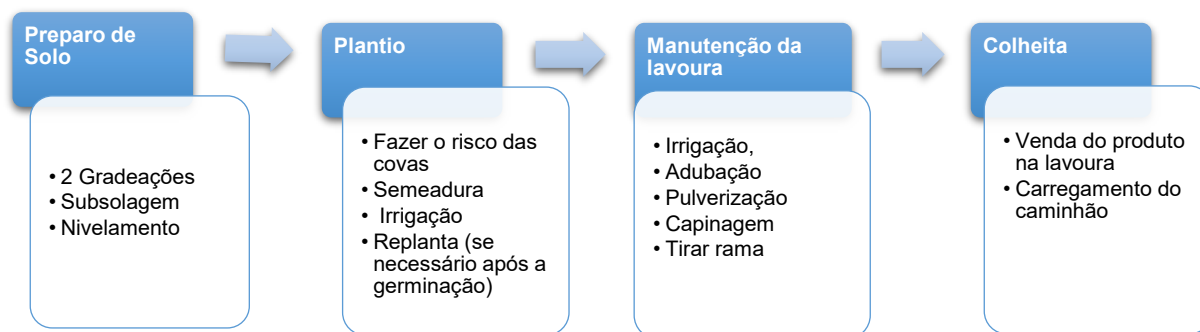 Preparo de
Solo
• 2 Gradeações
• Subsolagem
• Nivelamento
Plantio
• Fazer o risco das
covas
• Semeadura
• Irrigação
• Replanta (se
necessário após a
germinação)
Manutenção da
lavoura
• Irrigação,
• Adubação
• Pulverização
• Capinagem
• Tirar rama
Colheita
• Venda do produto
na lavoura
• Carregamento do
caminhão